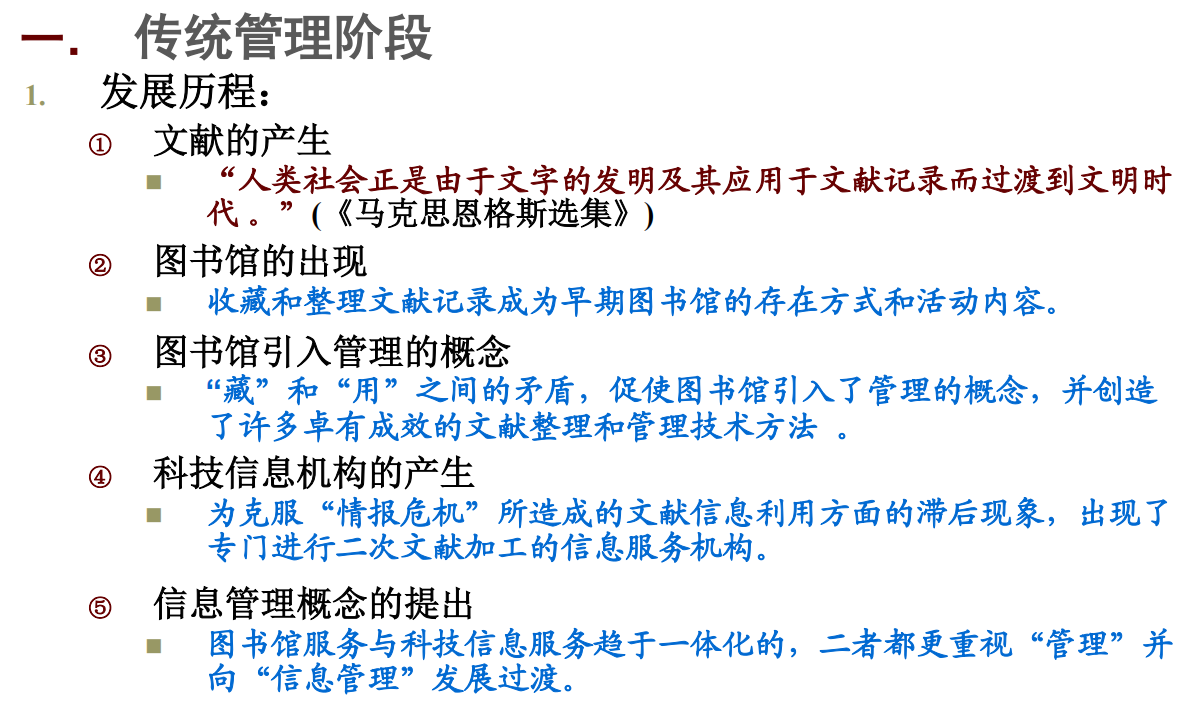 一. 传统管理阶段
1. 发展历程：
① 文献的产生
“人类社会正是由于文字的发明及其应用于文献记录而过渡到文明时
代 。”(《马克思恩格斯选集》)
② 图书馆的出现
收藏和整理文献记录成为早期图书馆的存在方式和活动内容。
③ 图书馆引入管理的概念
“藏”和“用”之间的矛盾，促使图书馆引入了管理的概念，并创造
了许多卓有成效的文献整理和管理技术方法 。
④ 科技信息机构的产生
为克服“情报危机”所造成的文献信息利用方面的滞后现象，出现了
专门进行二次文献加工的信息服务机构。
⑤ 信息管理概念的提出
图书馆服务与科技信息服务趋于一体化的，二者都更重视“管理”并
向“信息管理”发展过渡。